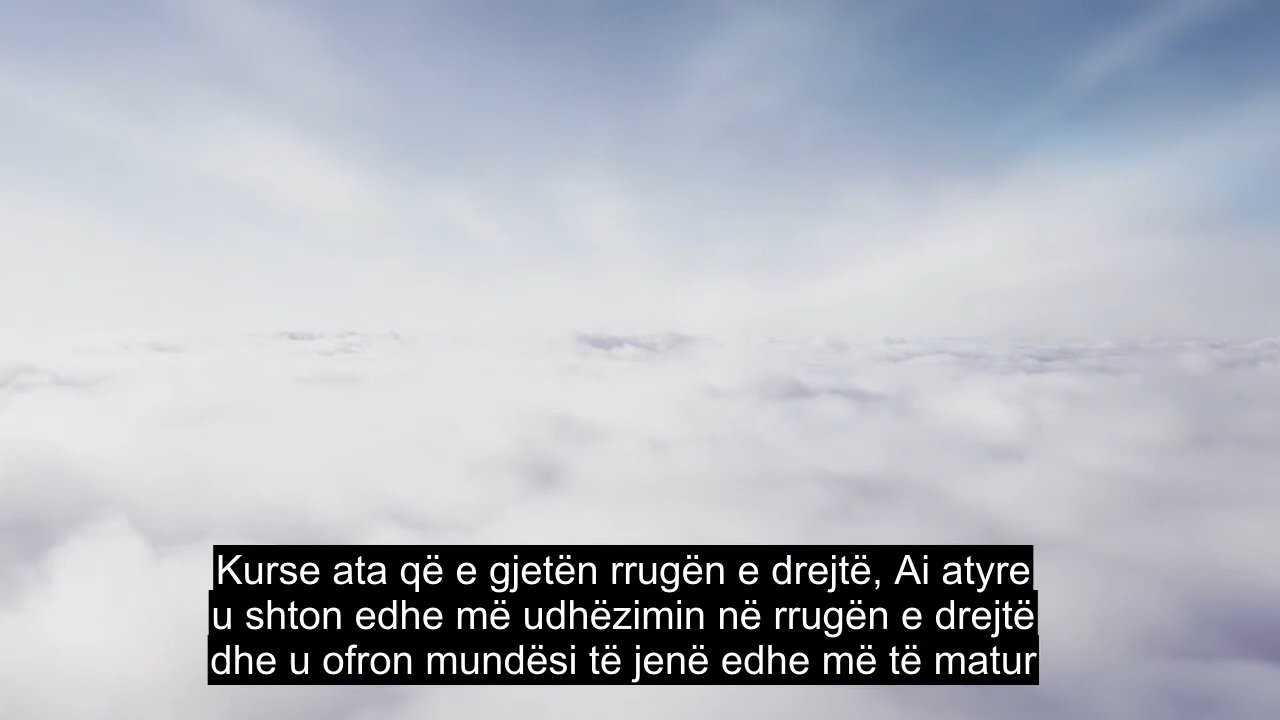 Kurse ata që e gjetën rrugën e drejtë, Ai atyre
u shton edhe më udhëzimin në rrugën e drejtë
dhe u ofron mundësi të jenë edhe më të matur